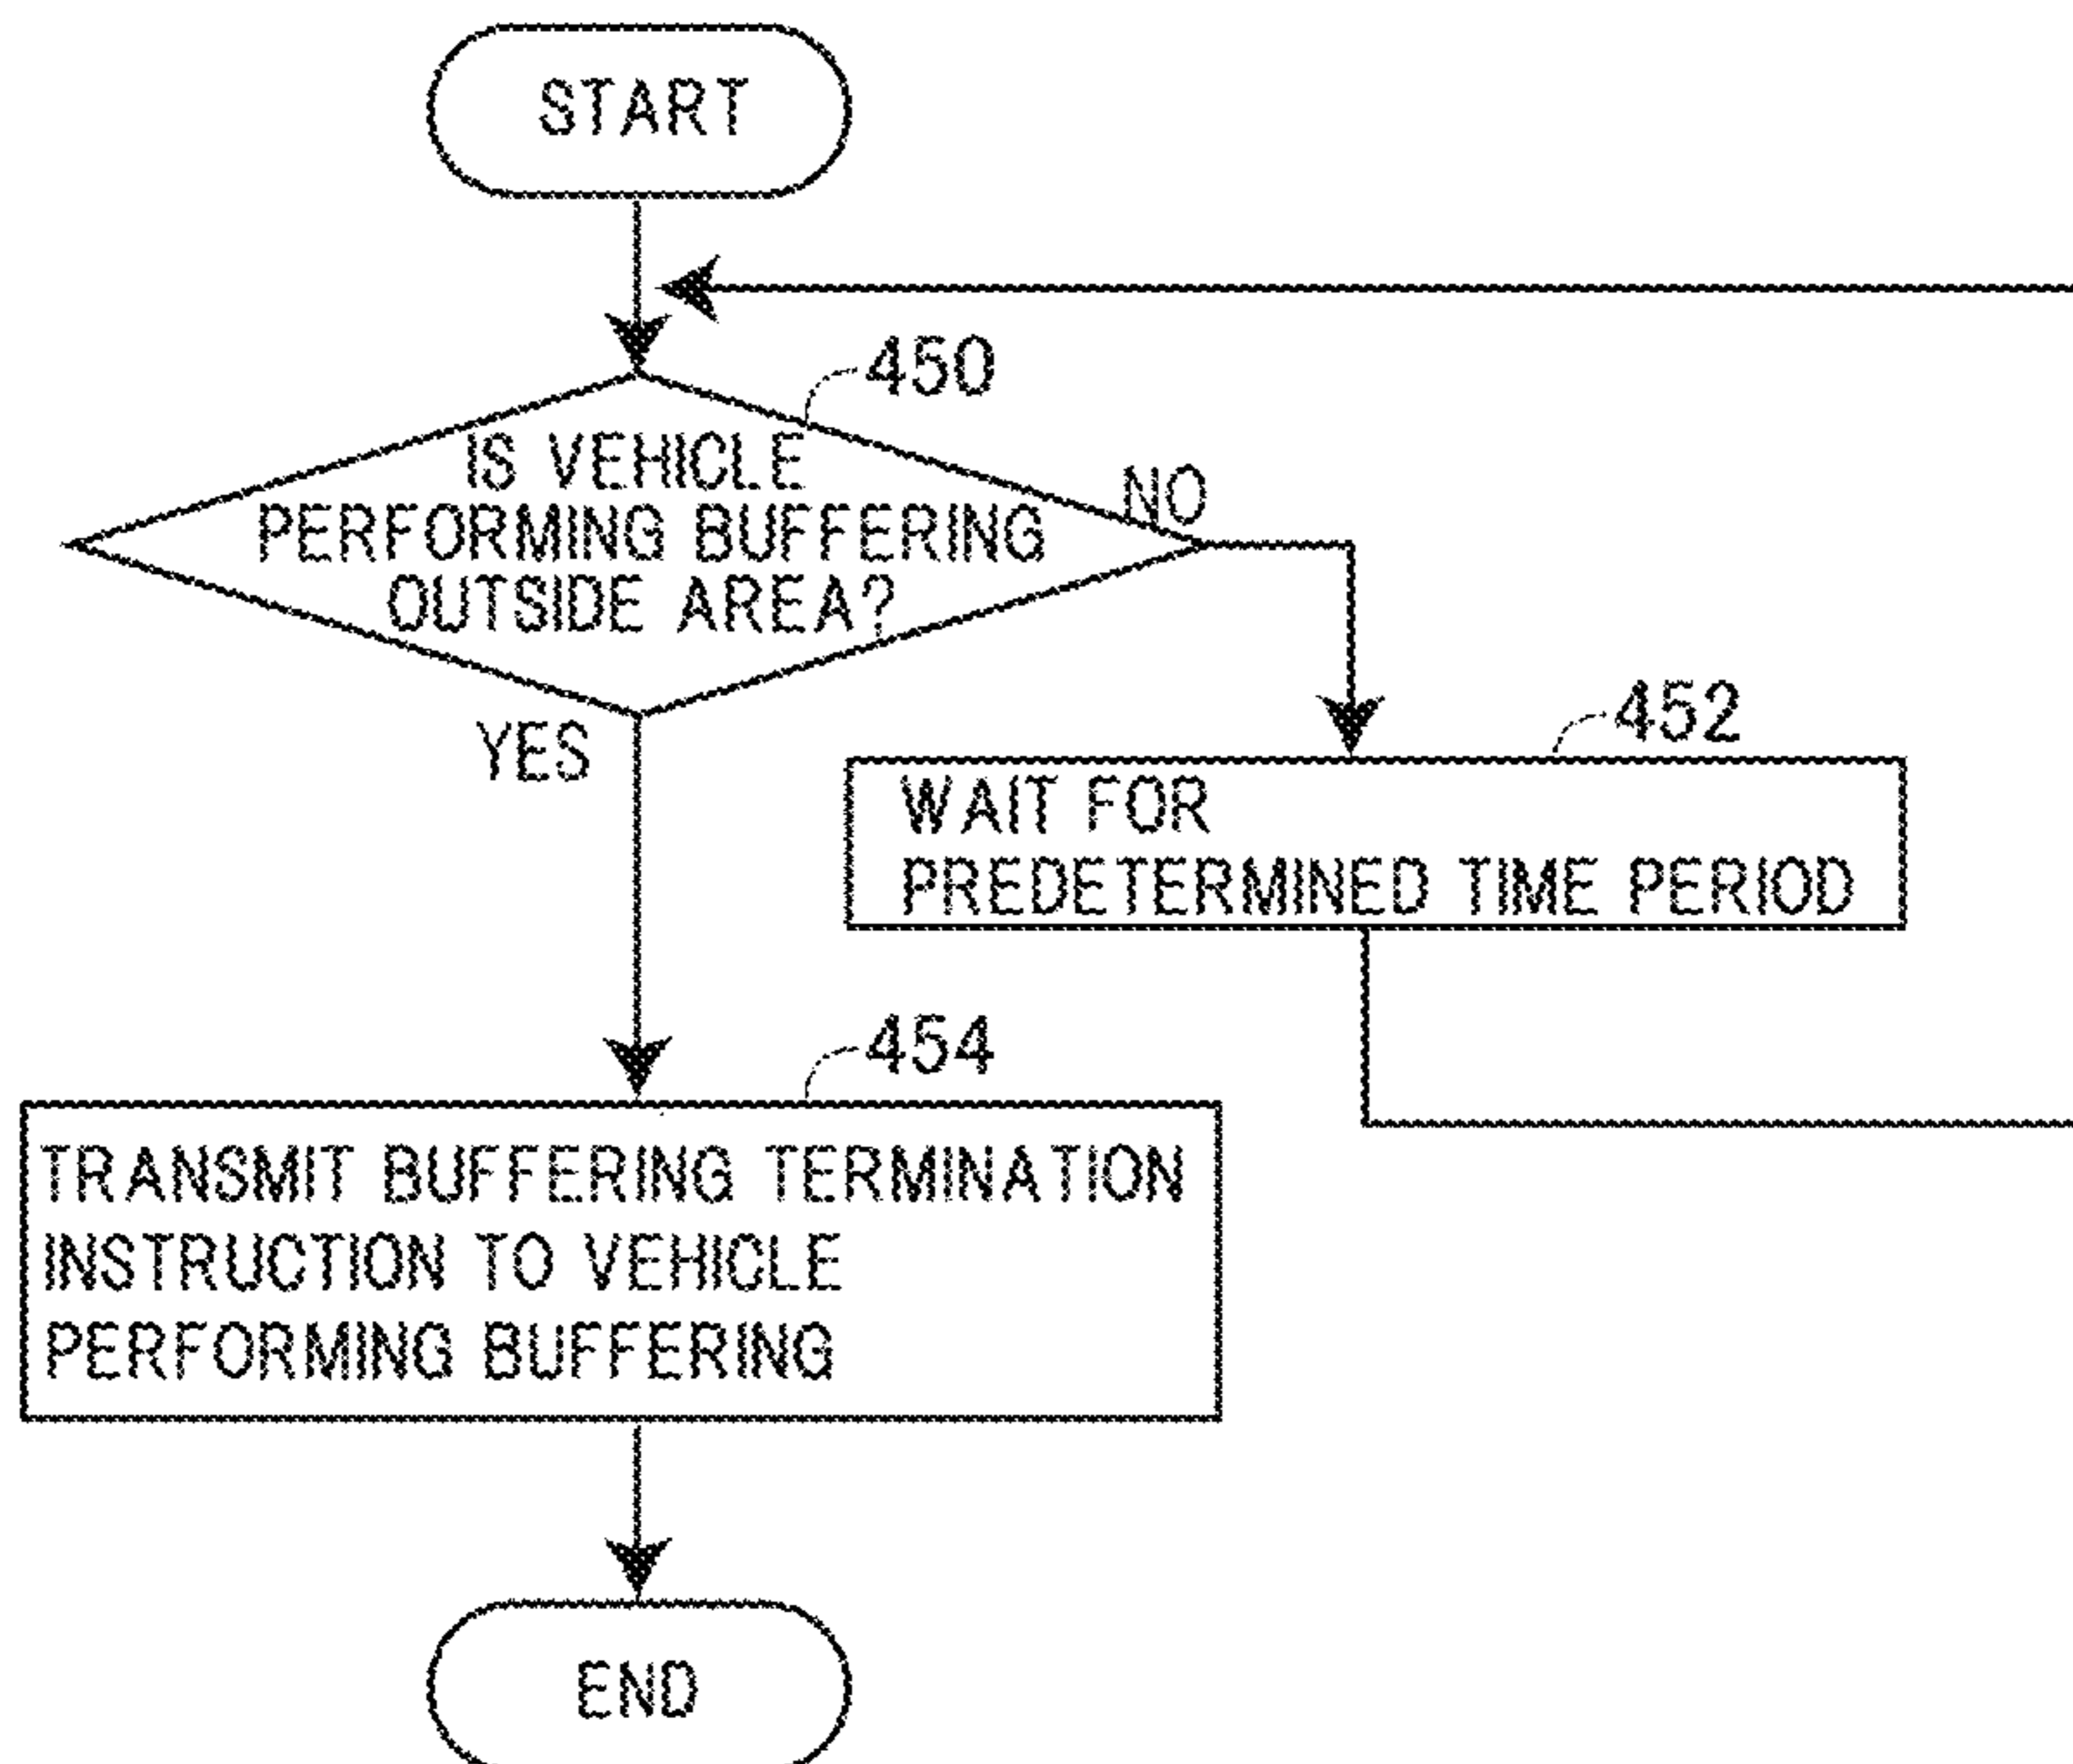 START
450
IS VEHICLE
PERFORMING BUFFERING
OUTSIDE AREA?
NO
YES
452
WAIT FOR
PREDETERMINED TIME PERIOD
454
TRANSMIT BUFFERING TERMINATION
INSTRUCTION TO VEHICLE
PERFORMING BUFFERING
END